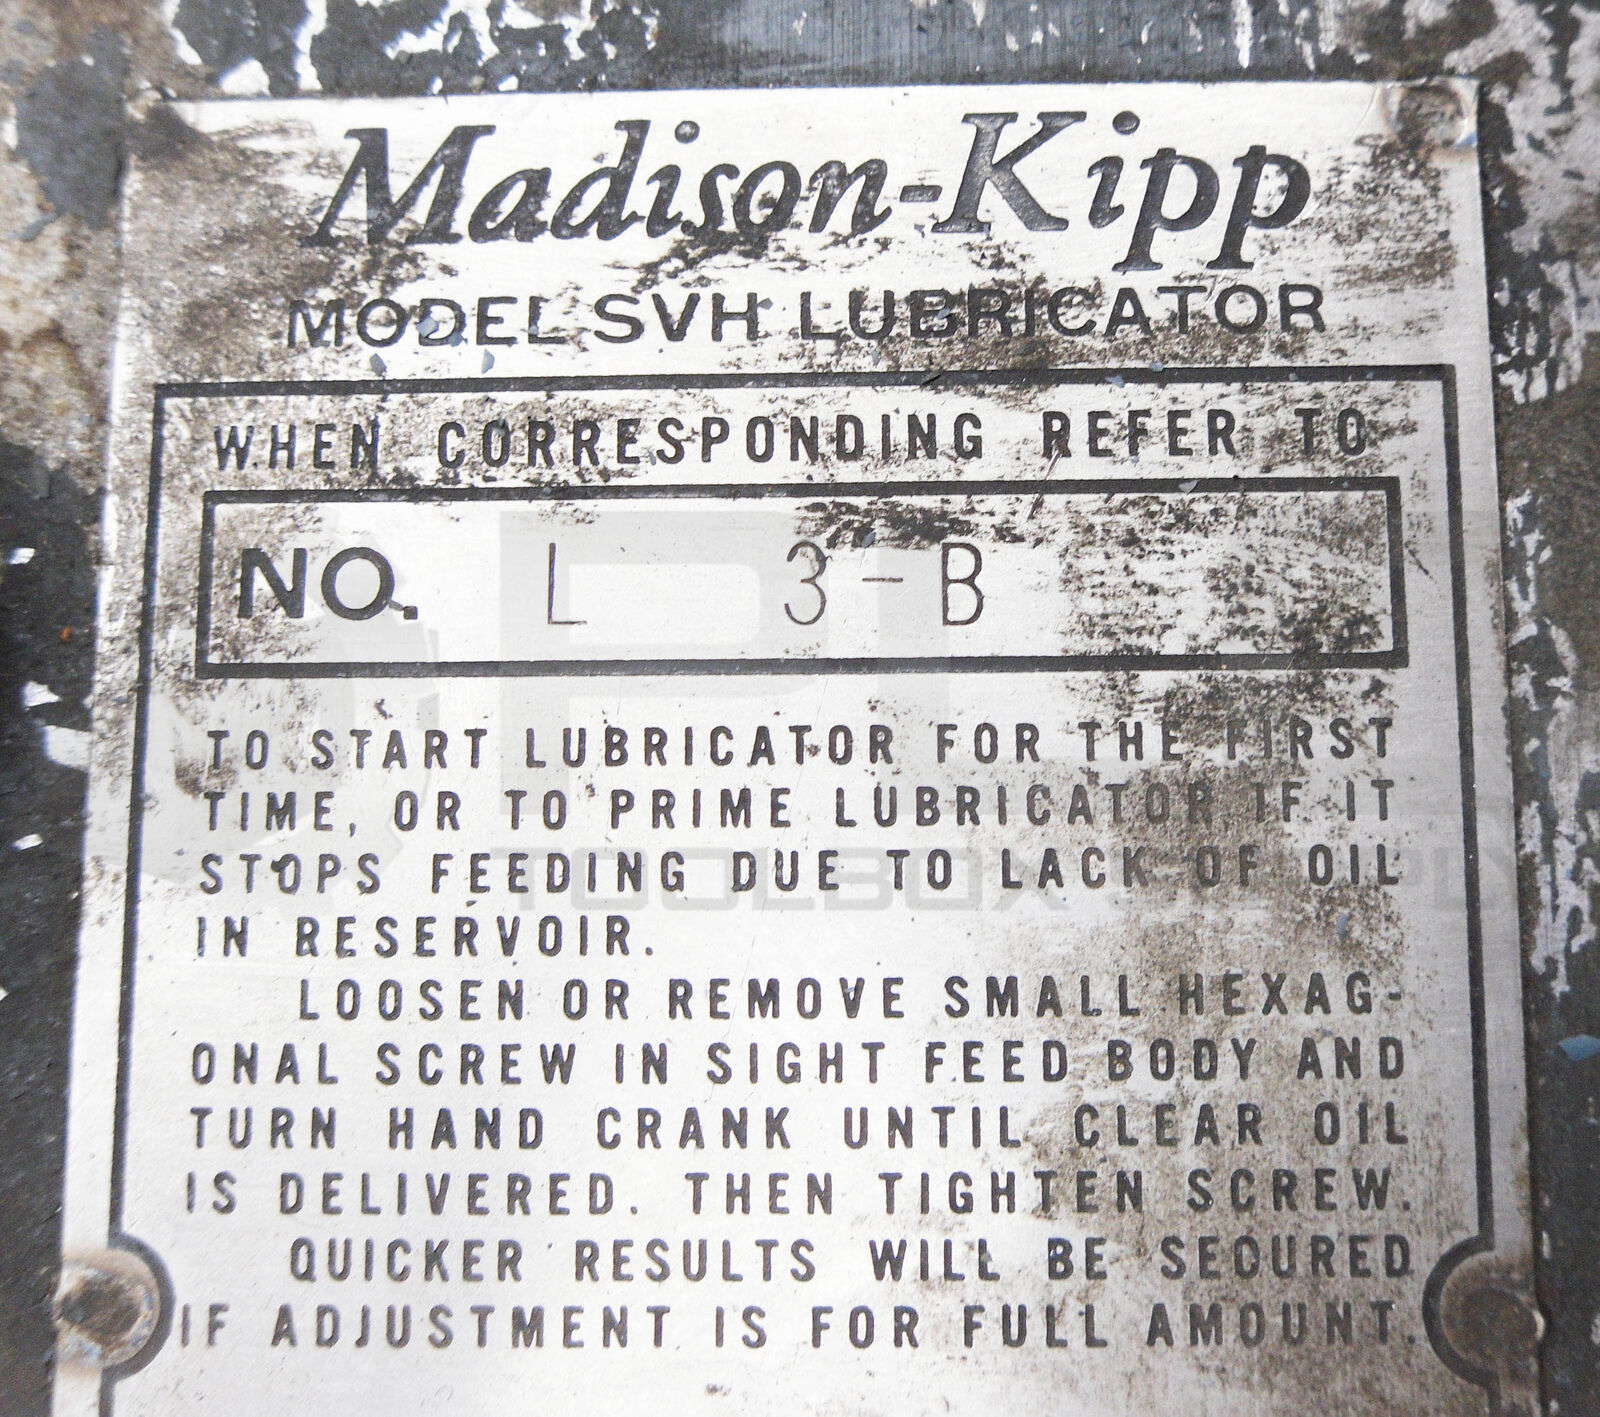 Madison-Kipp
MODEL SVH LUBRICATOR
WHEN CORRESPONDING REFER TO
NO. L 3-B
TO START LUBRICATOR FOR THE FIRST
TIME, OR TO PRIME LUBRICATOR IF IT
STOPS FEEDING DUE TO LACK OF OIL
IN RESERVOIR.
LOOSEN OR REMOVE SMALL HEXAG-
ONAL SCREW IN SIGHT FEED BODY AND
TURN HAND CRANK UNTIL CLEAR OIL
IS DELIVERED. THEN TIGHTEN SCREW.
QUICKER RESULTS WILL BE SECURED
IF ADJUSTMENT IS FOR FULL AMOUNT.
PI
TOOLBOX